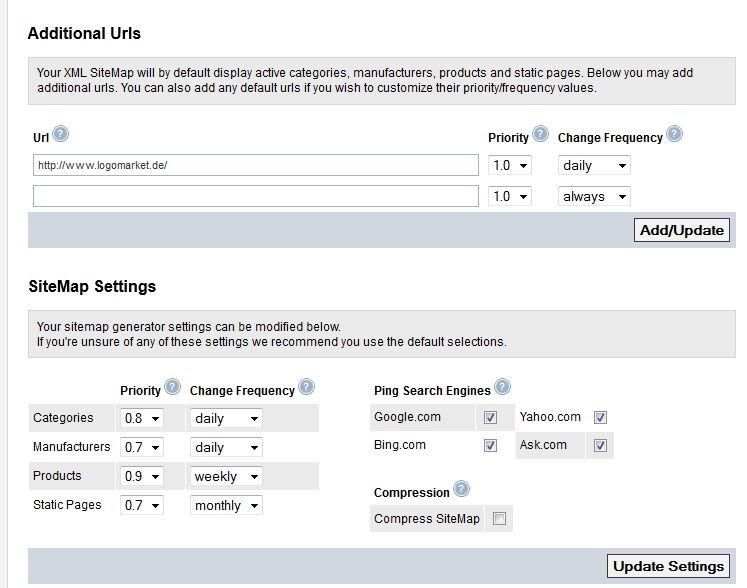 Additional Urls
Your XML SiteMap will by default display active categories, manufacturers, products and static pages. Below you may add
additional urls. You can also add any default urls if you wish to customize their priority/frequency values.
Url ? Priority ? Change Frequency ?
http://www.logomarket.de/ 1.0 daily
1.0 always
Add/Update
SiteMap Settings
Your sitemap generator settings can be modified below.
If you're unsure of any of these settings we recommend you use the default selections.
Priority ? Change Frequency ? Ping Search Engines ?
Categories 0.8 daily Google.com Yahoo.com
Manufacturers 0.7 daily Bing.com Ask.com
Products 0.9 weekly
Compression ?
Static Pages 0.7 monthly Compress SiteMap
Update Settings